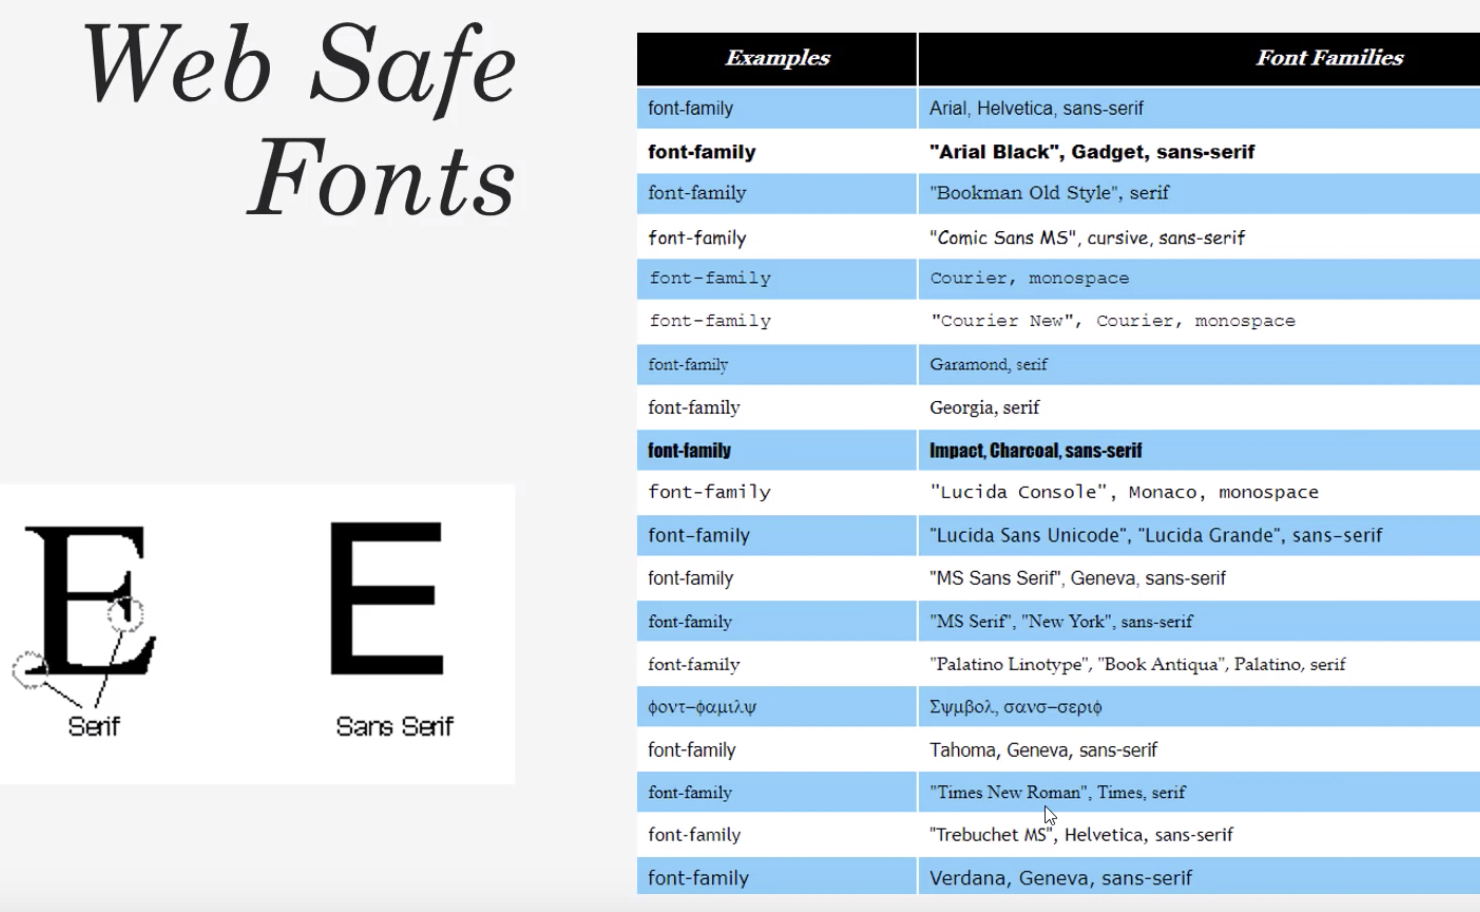 Web Safe
Fonts
Examples Font Families
font-family Arial, Helvetica, sans-serif
font-family "Arial Black", Gadget, sans-serif
font-family "Bookman Old Style", serif
font-family "Comic Sans MS", cursive, sans-serif
font-family Courier, monospace
font-family "Courier New", Courier, monospace
font-family Garamond, serif
font-family Georgia, serif
font-family Impact, Charcoal, sans-serif
font-family "Lucida Console", Monaco, monospace
font-family "Lucida Sans Unicode", "Lucida Grande", sans-serif
font-family "MS Sans Serif", Geneva, sans-serif
font-family "MS Serif", "New York", sans-serif
font-family "Palatino Linotype", "Book Antiqua", Palatino, serif
φοντ−φαμιλψ Σψμβολ, σανσ−σεριφ
font-family Tahoma, Geneva, sans-serif
font-family "Times New Roman", Times, serif
font-family "Trebuchet MS", Helvetica, sans-serif
font-family Verdana, Geneva, sans-serif
E E
Serif Sans Serif